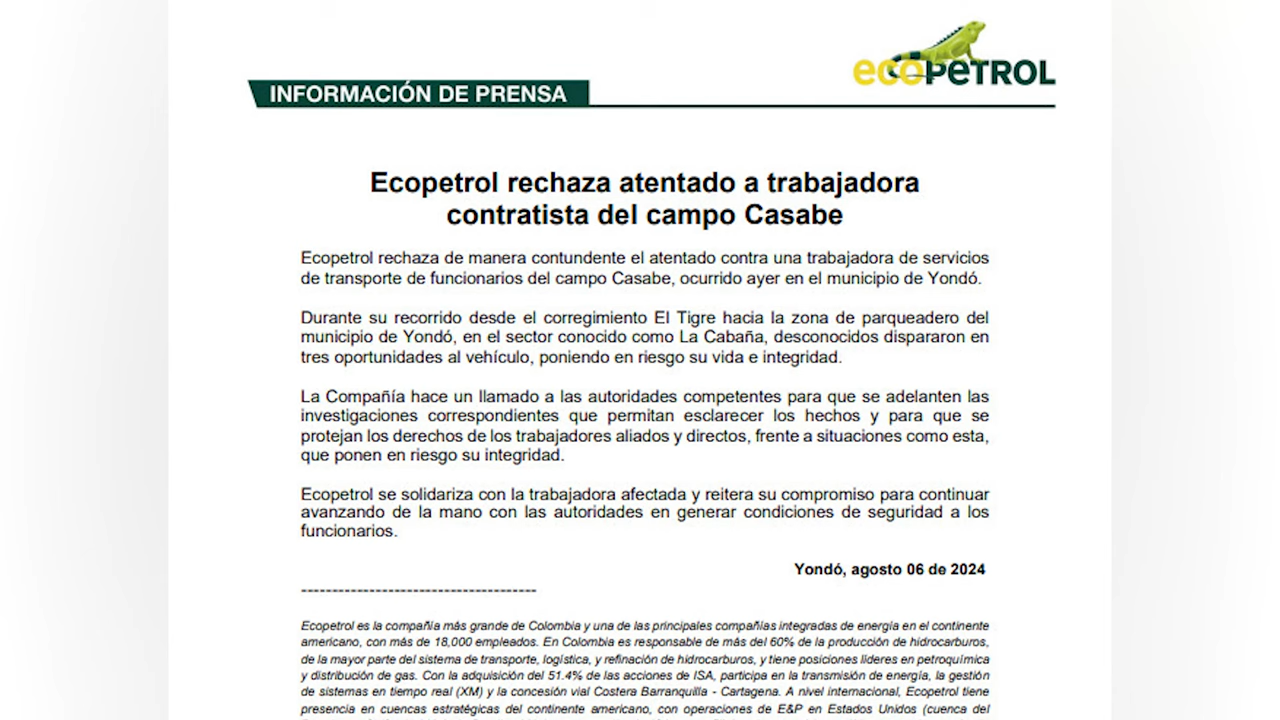 ecoPETROL
INFORMACIÓN DE PRENSA
Ecopetrol rechaza atentado a trabajadora
contratista del campo Casabe
Ecopetrol rechaza de manera contundente el atentado contra una trabajadora de servicios
de transporte de funcionarios del campo Casabe, ocurrido ayer en el municipio de Yondó.
Durante su recorrido desde el corregimiento El Tigre hacia la zona de parqueadero del
municipio de Yondó, en el sector conocido como La Cabaña, desconocidos dispararon en
tres oportunidades al vehículo, poniendo en riesgo su vida e integridad.
La Compañía hace un llamado a las autoridades competentes para que se adelanten las
investigaciones correspondientes que permitan esclarecer los hechos y para que se
protejan los derechos de los trabajadores aliados y directos, frente a situaciones como esta,
que ponen en riesgo su integridad.
Ecopetrol se solidariza con la trabajadora afectada y reitera su compromiso para continuar
avanzando de la mano con las autoridades en generar condiciones de seguridad a los
funcionarios.
Yondó, agosto 06 de 2024
--------------------------------------
Ecopetrol es la compañía más grande de Colombia y una de las principales compañías integradas de energía en el continente
americano, con más de 18,000 empleados. En Colombia es responsable de más del 60% de la producción de hidrocarburos,
de la mayor parte del sistema de transporte, logística, y refinación de hidrocarburos, y tiene posiciones líderes en petroquímica
y distribución de gas. Con la adquisición del 51.4% de las acciones de ISA, participa en la transmisión de energía, la gestión
de sistemas en tiempo real (XM) y la concesión vial Costera Barranquilla - Cartagena. A nivel internacional, Ecopetrol tiene
presencia en cuencas estratégicas del continente americano, con operaciones de E&P en Estados Unidos (cuenca del